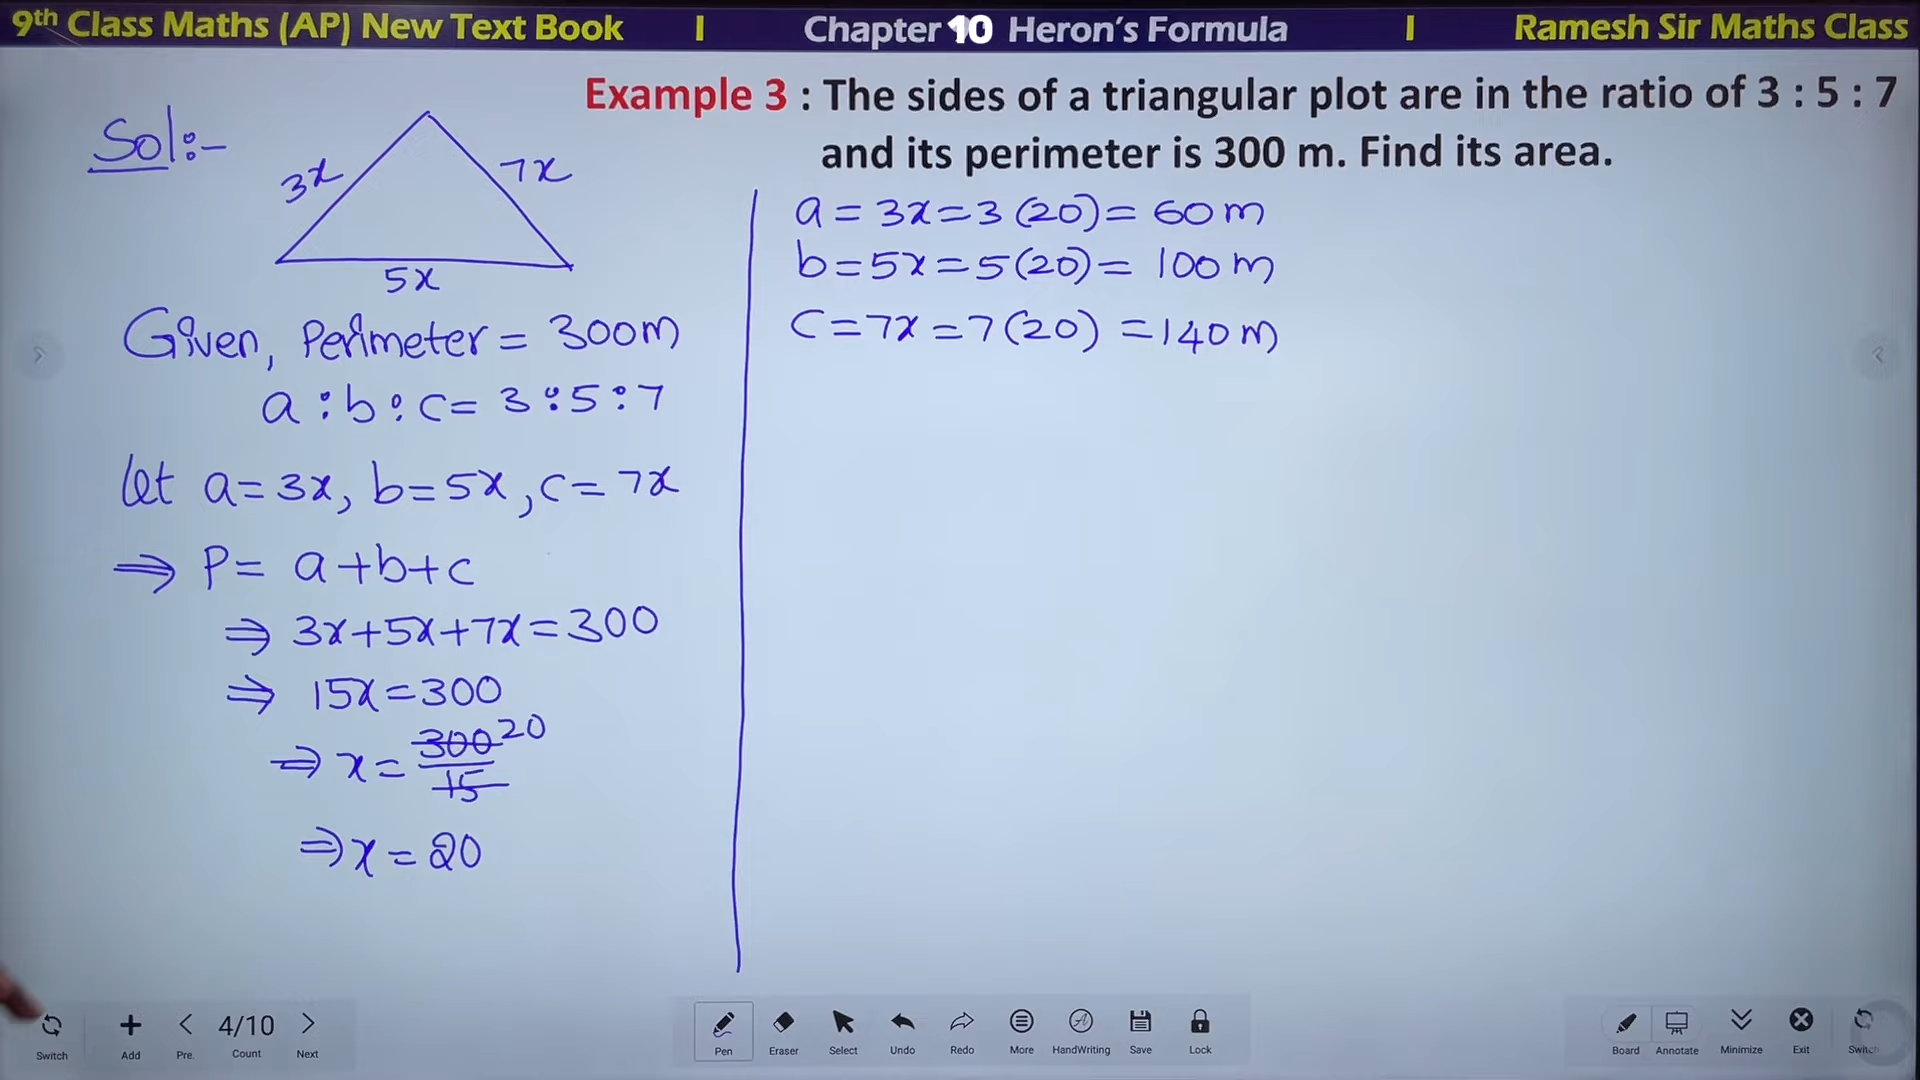 9th Class Maths (AP) New Text Book I Chapter 10 Heron's Formula I Ramesh Sir Maths Class
Example 3 : The sides of a triangular plot are in the ratio of 3 : 5 : 7
and its perimeter is 300 m. Find its area.
Sol:-
3x
7x
5x
Given, Perimeter = 300m
a : b : c = 3 : 5 : 7
let a = 3x, b = 5x, c = 7x
⇒ P = a+b+c
⇒ 3x+5x+7x = 300
⇒ 15x = 300
⇒ x = 300/15 20
⇒ x = 20
a = 3x = 3 (20) = 60 m
b = 5x = 5 (20) = 100 m
C = 7x = 7 (20) = 140 m
Switch Add Pre. 4/10 Count Next Pen Eraser Select Undo Redo More HandWriting Save Lock Board Annotate Minimize Exit Switch